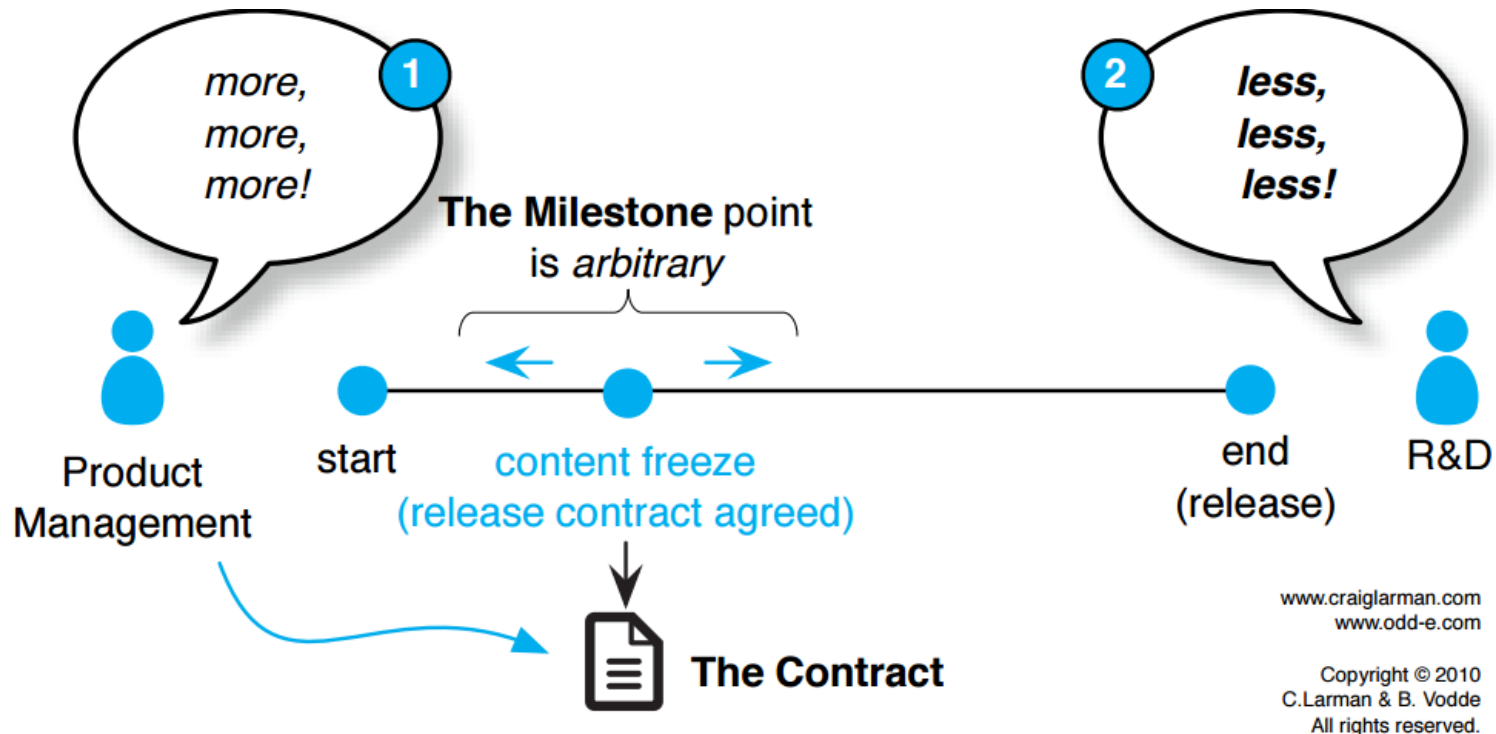 more,
more,
more!
1
2
less,
less,
less!
The Milestone point
is arbitrary
Product
Management
start
content freeze
(release contract agreed)
end
(release)
R&D
The Contract
www.craiglarman.com
www.odd-e.com
Copyright © 2010
C.Larman & B. Vodde
All rights reserved.